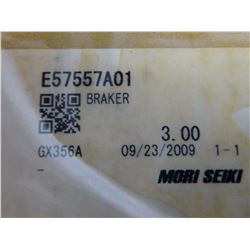 E57557A01
BRAKER
3.00
GX356A 09/23/2009 1-1
-
MORI SEIKI